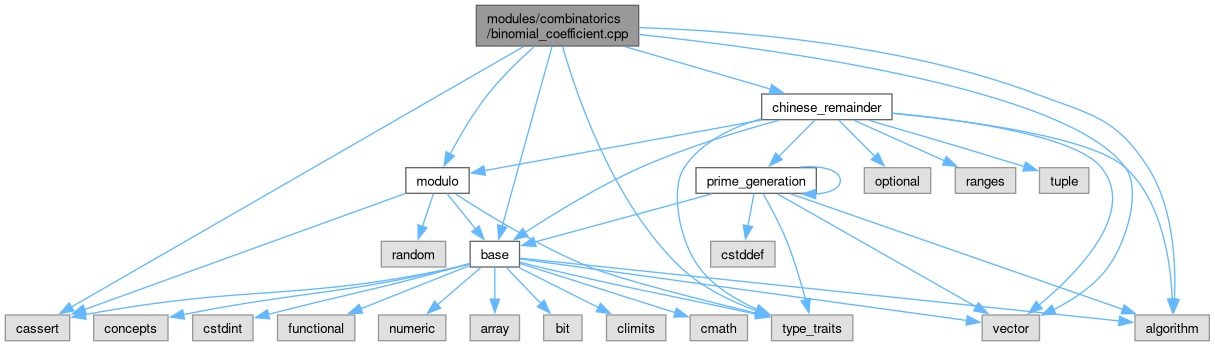 modules/combinatorics
/binomial_coefficient.cpp
chinese_remainder
modulo
prime_generation
optional
ranges
tuple
random
base
cstddef
cassert
concepts
cstdint
functional
numeric
array
bit
climits
cmath
type_traits
vector
algorithm